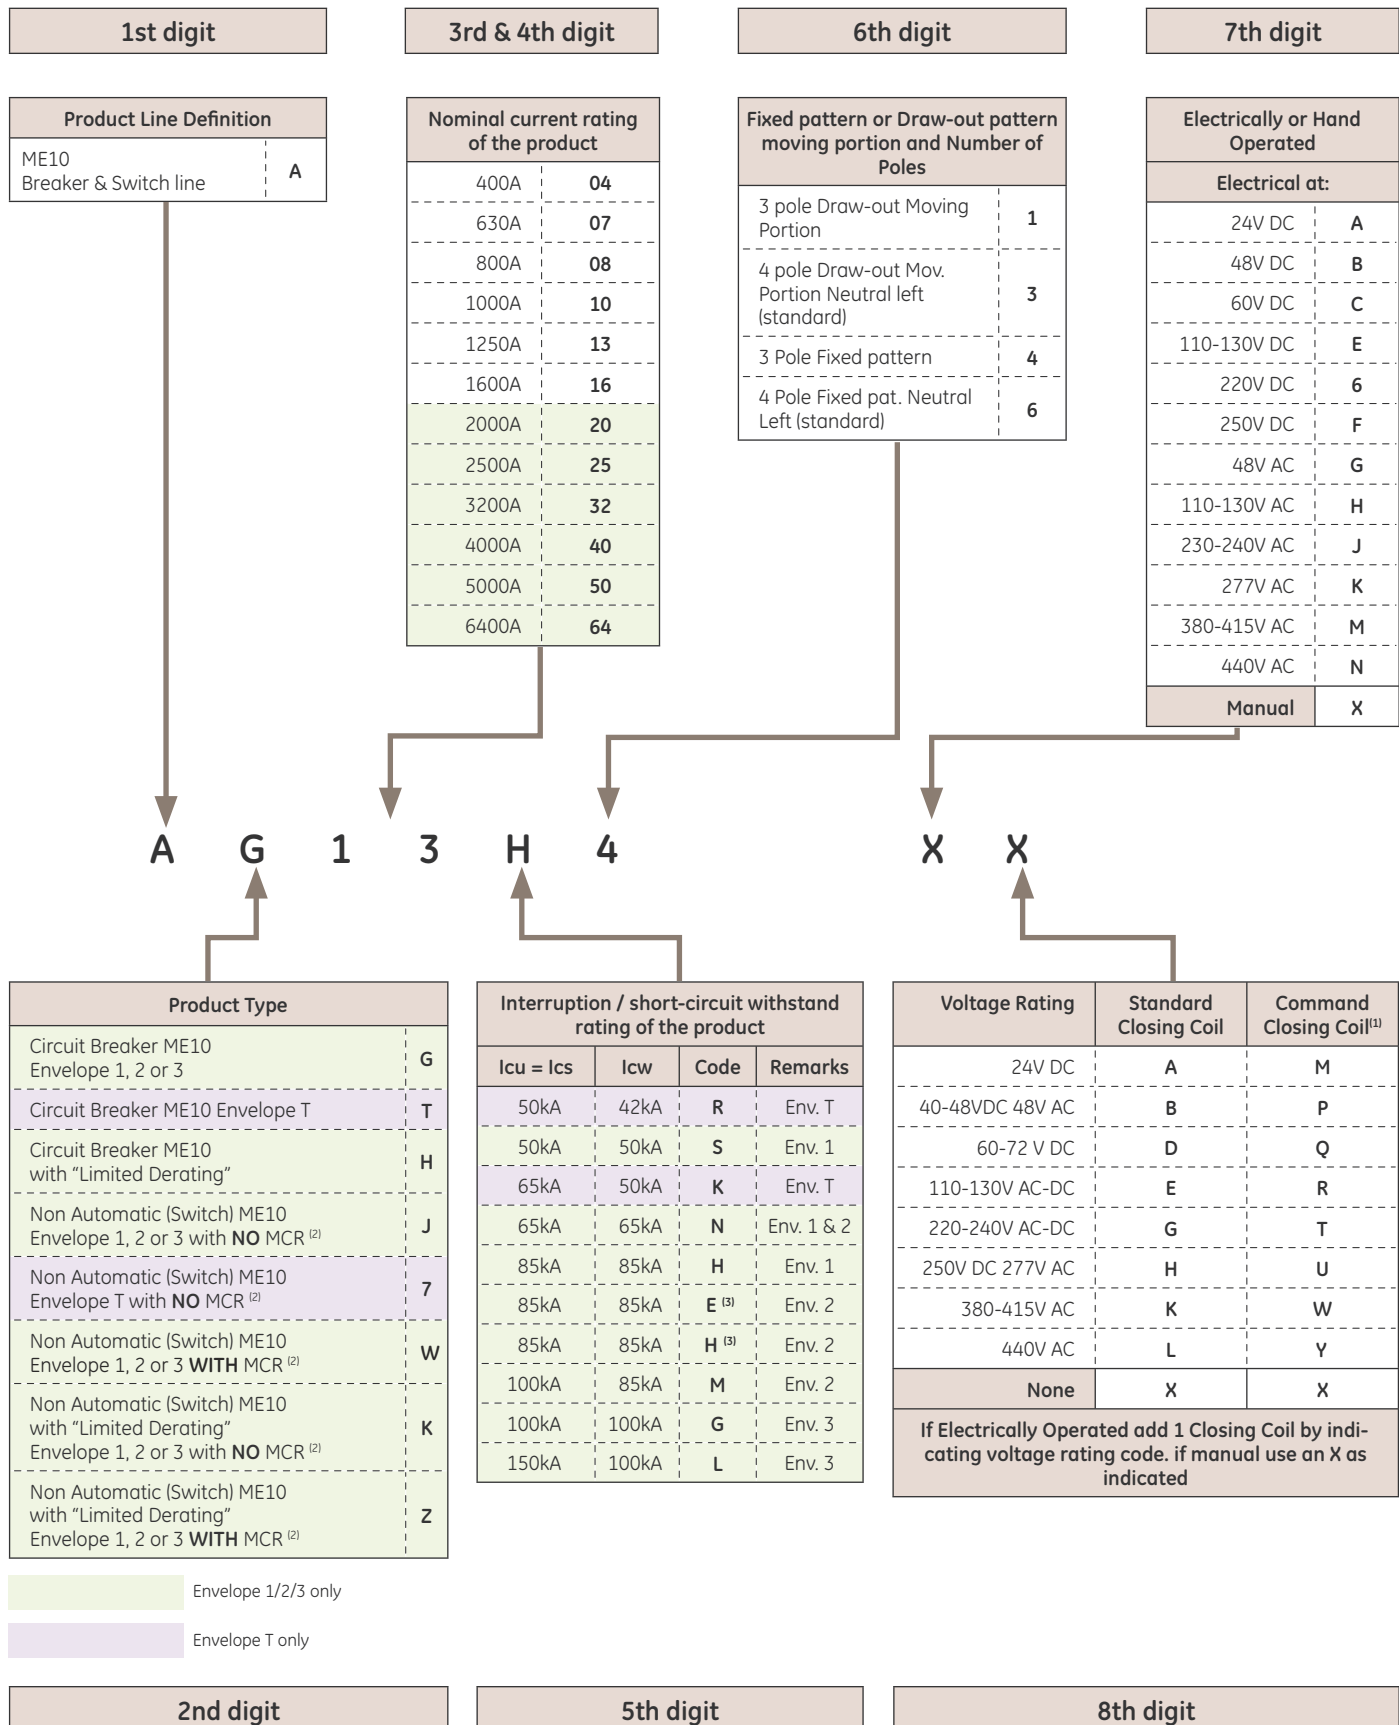 1st digit
3rd & 4th digit
6th digit
7th digit
Product Line Definition
ME10
Breaker & Switch line
A
Nominal current rating
of the product
400A 04
630A 07
800A 08
1000A 10
1250A 13
1600A 16
2000A 20
2500A 25
3200A 32
4000A 40
5000A 50
6400A 64
Fixed pattern or Draw-out pattern
moving portion and Number of
Poles
3 pole Draw-out Moving
Portion
1
4 pole Draw-out Mov.
Portion Neutral left
(standard)
3
3 Pole Fixed pattern 4
4 Pole Fixed pat. Neutral
Left (standard)
6
Electrically or Hand
Operated
Electrical at:
24V DC A
48V DC B
60V DC C
110-130V DC E
220V DC 6
250V DC F
48V AC G
110-130V AC H
230-240V AC J
277V AC K
380-415V AC M
440V AC N
Manual X
A G 1 3 H 4 X X
Product Type
Circuit Breaker ME10
Envelope 1, 2 or 3
G
Circuit Breaker ME10 Envelope T T
Circuit Breaker ME10
with “Limited Derating”
H
Non Automatic (Switch) ME10
Envelope 1, 2 or 3 with NO MCR (2)
J
Non Automatic (Switch) ME10
Envelope T with NO MCR (2)
7
Non Automatic (Switch) ME10
Envelope 1, 2 or 3 WITH MCR (2)
W
Non Automatic (Switch) ME10
with “Limited Derating”
Envelope 1, 2 or 3 with NO MCR (2)
K
Non Automatic (Switch) ME10
with “Limited Derating”
Envelope 1, 2 or 3 WITH MCR (2)
Z
Interruption / short-circuit withstand
rating of the product
Icu = Ics Icw Code Remarks
50kA 42kA R Env. T
50kA 50kA S Env. 1
65kA 50kA K Env. T
65kA 65kA N Env. 1 & 2
85kA 85kA H Env. 1
85kA 85kA E (3) Env. 2
85kA 85kA H (3) Env. 2
100kA 85kA M Env. 2
100kA 100kA G Env. 3
150kA 100kA L Env. 3
Voltage Rating
Standard
Closing Coil
Command
Closing Coil(1)
24V DC A M
40-48VDC 48V AC B P
60-72 V DC D Q
110-130V AC-DC E R
220-240V AC-DC G T
250V DC 277V AC H U
380-415V AC K W
440V AC L Y
None X X
If Electrically Operated add 1 Closing Coil by indi-
cating voltage rating code. if manual use an X as
indicated
Envelope 1/2/3 only
Envelope T only
2nd digit
5th digit
8th digit